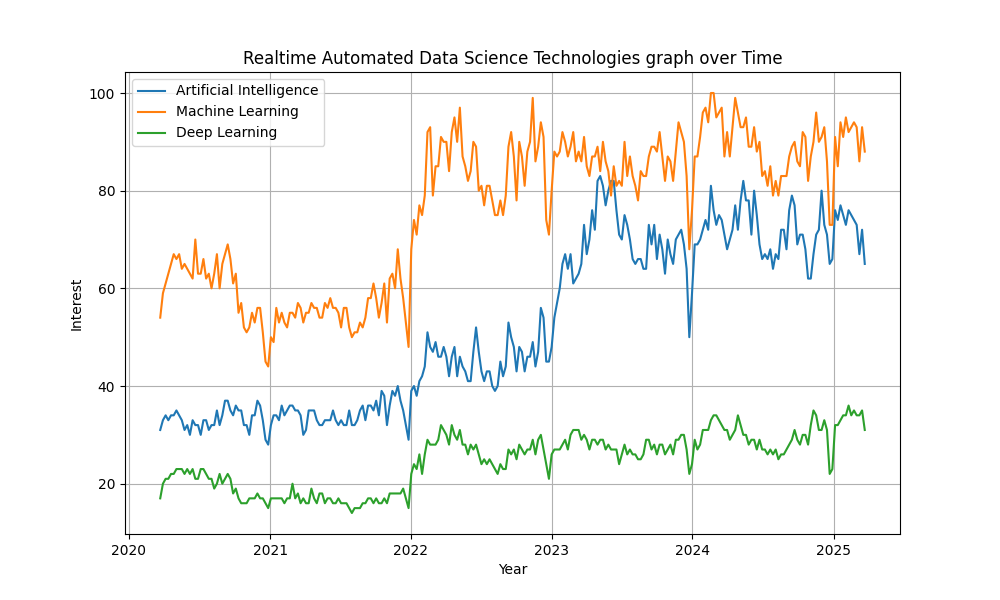 Realtime Automated Data Science Technologies graph over Time
Artificial Intelligence
Machine Learning
Deep Learning
100
80
60
40
20
Interest
2020 2021 2022 2023 2024 2025
Year